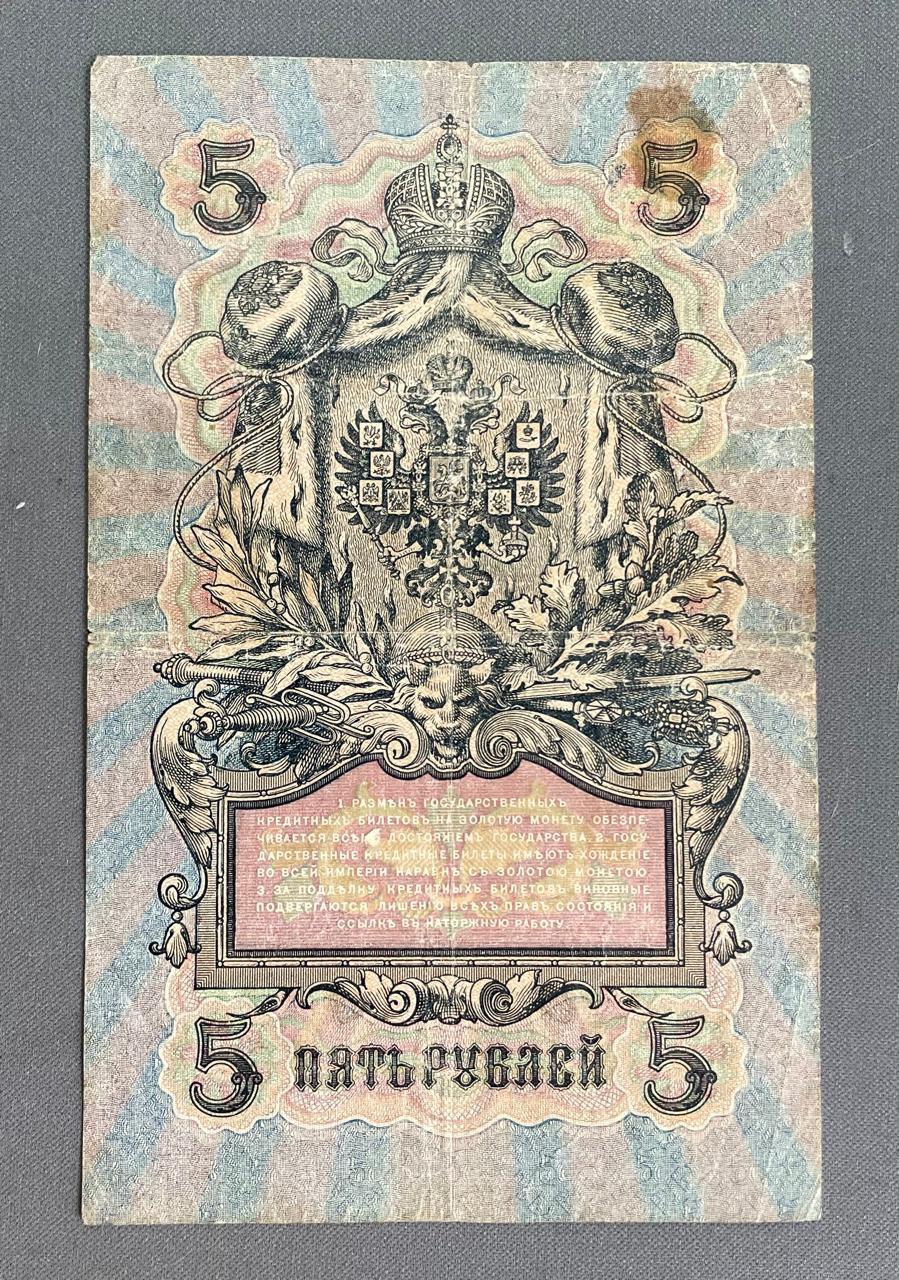 5 5
1. РАЗМѢНЪ ГОСУДАРСТВЕННЫХЪ
КРЕДИТНЫХЪ БИЛЕТОВЪ НА ЗОЛОТУЮ МОНЕТУ ОБЕЗПЕ-
ЧИВАЕТСЯ ВСѢМЪ ДОСТОЯНІЕМЪ ГОСУДАРСТВА. 2. ГОСУ-
ДАРСТВЕННЫЕ КРЕДИТНЫЕ БИЛЕТЫ ИМѢЮТЪ ХОЖДЕНІЕ
ВО ВСЕЙ ИМПЕРІИ НАРАВНѢ СЪ ЗОЛОТОЮ МОНЕТОЮ.
3. ЗА ПОДДѢЛКУ КРЕДИТНЫХЪ БИЛЕТОВЪ ВИНОВНЫЕ
ПОДВЕРГАЮТСЯ ЛИШЕНІЮ ВСѢХЪ ПРАВЪ СОСТОЯНІЯ И
ССЫЛКѢ ВЪ КАТОРЖНУЮ РАБОТУ.
5 ПЯТЬ РУБЛЕЙ 5